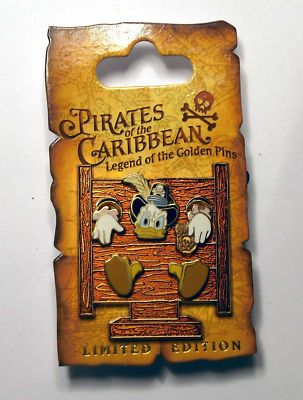 PIRATES
of the
CARIBBEAN
Legend of the Golden Pins
LIMITED EDITION